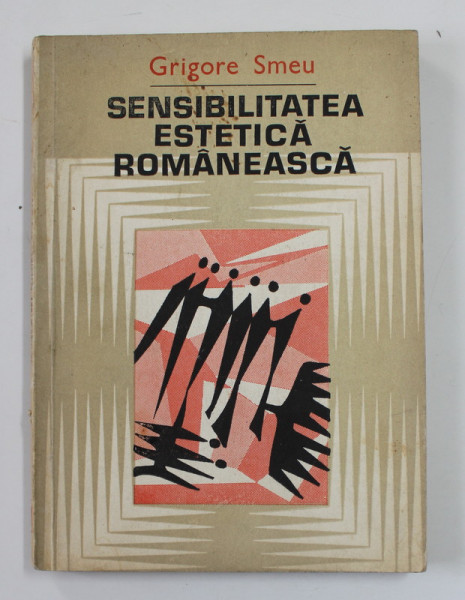 Grigore Smeu
SENSIBILITATEA
ESTETICĂ
ROMÂNEASCĂ